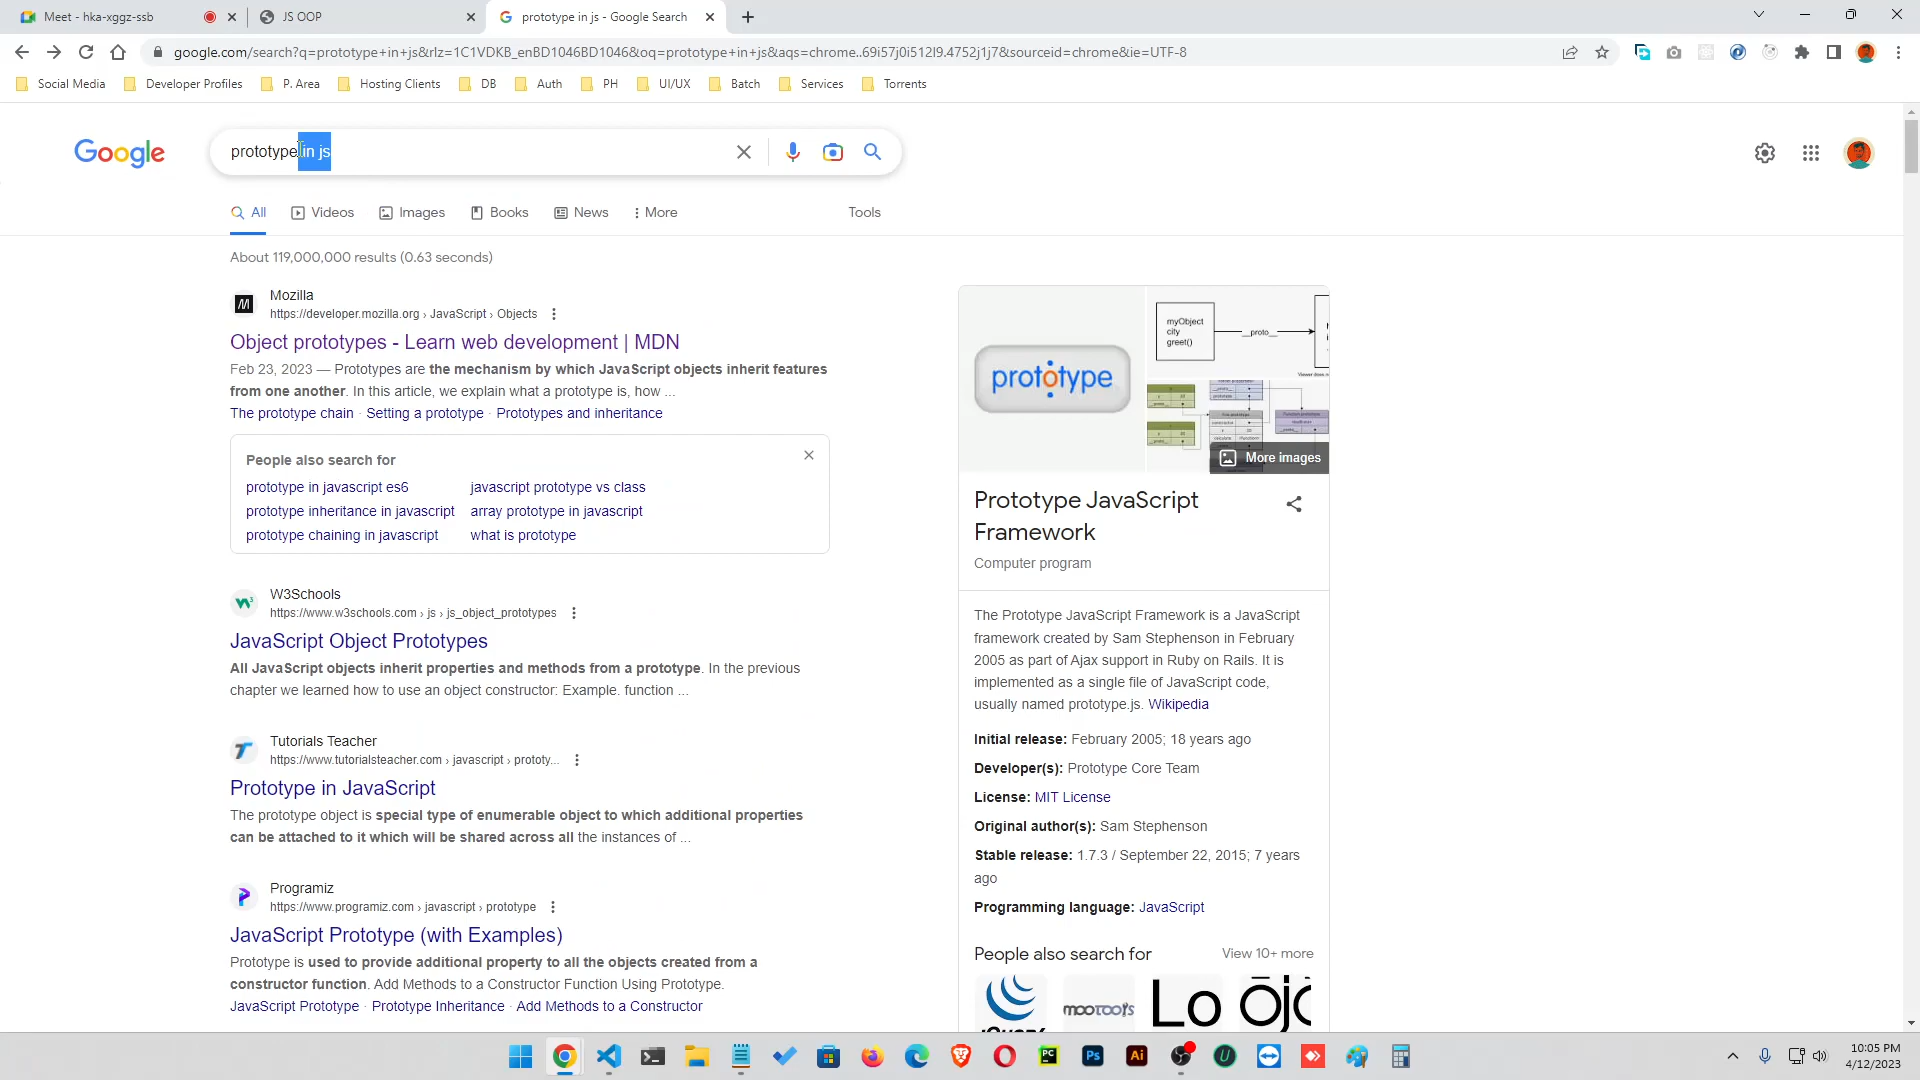 Meet - hka-xggz-ssb
JS OOP
prototype in js - Google Search
google.com/search?q=prototype+in+js&rlz=1C1VDKB_enBD1046BD1046&oq=prototype+in+js&aqs=chrome..69i57j0i512l9.4752j1j7&sourceid=chrome&ie=UTF-8
Social Media
Developer Profiles
P. Area
Hosting Clients
DB
Auth
PH
UI/UX
Batch
Services
Torrents
Google
prototype in js
All
Videos
Images
Books
News
More
Tools
About 119,000,000 results (0.63 seconds)
Mozilla
https://developer.mozilla.org › JavaScript › Objects
Object prototypes - Learn web development | MDN
Feb 23, 2023 — Prototypes are the mechanism by which JavaScript objects inherit features
from one another. In this article, we explain what a prototype is, how ...
The prototype chain · Setting a prototype · Prototypes and inheritance
People also search for
prototype in javascript es6
javascript prototype vs class
prototype inheritance in javascript
array prototype in javascript
prototype chaining in javascript
what is prototype
W3Schools
https://www.w3schools.com › js › js_object_prototypes
JavaScript Object Prototypes
All JavaScript objects inherit properties and methods from a prototype. In the previous
chapter we learned how to use an object constructor: Example. function ...
Tutorials Teacher
https://www.tutorialsteacher.com › javascript › prototy...
Prototype in JavaScript
The prototype object is special type of enumerable object to which additional properties
can be attached to it which will be shared across all the instances of ...
Programiz
https://www.programiz.com › javascript › prototype
JavaScript Prototype (with Examples)
Prototype is used to provide additional property to all the objects created from a
constructor function. Add Methods to a Constructor Function Using Prototype.
JavaScript Prototype · Prototype Inheritance · Add Methods to a Constructor
prototype
myObject
city
greet()
__proto__
More images
Prototype JavaScript
Framework
Computer program
The Prototype JavaScript Framework is a JavaScript
framework created by Sam Stephenson in February
2005 as part of Ajax support in Ruby on Rails. It is
implemented as a single file of JavaScript code,
usually named prototype.js. Wikipedia
Initial release: February 2005; 18 years ago
Developer(s): Prototype Core Team
License: MIT License
Original author(s): Sam Stephenson
Stable release: 1.7.3 / September 22, 2015; 7 years
ago
Programming language: JavaScript
People also search for
View 10+ more
mootools
Lo
10:05 PM
4/12/2023